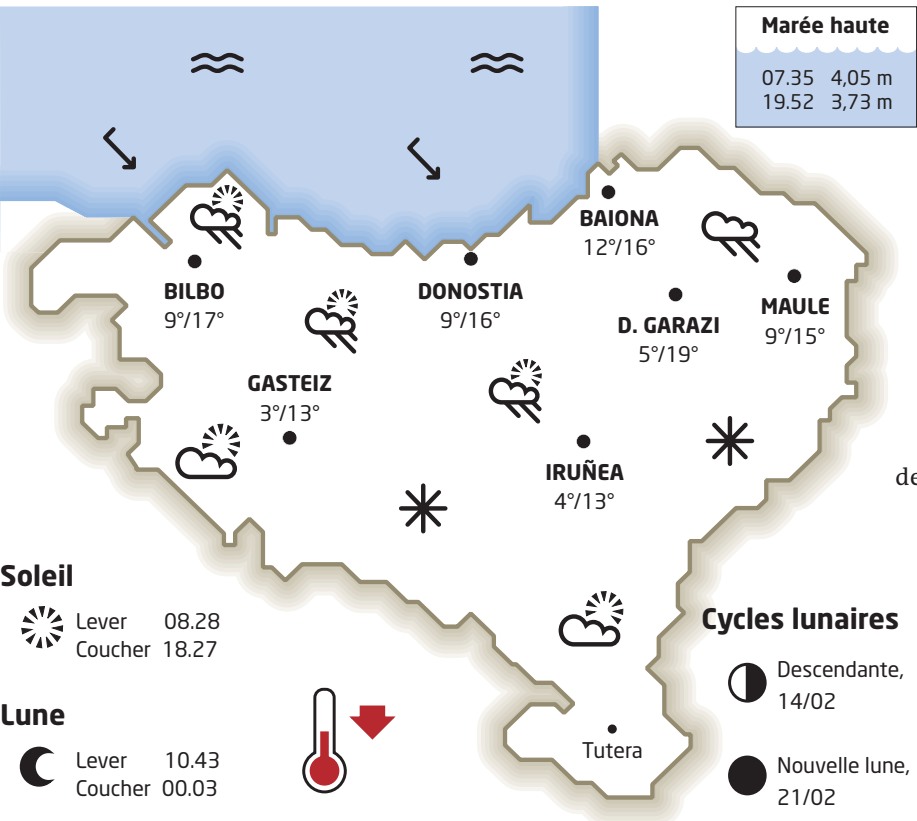 Marée haute
07.35 4,05 m
19.52 3,73 m
BAIONA
12°/16°
BILBO
9°/17°
DONOSTIA
9°/16°
D. GARAZI
5°/19°
MAULE
9°/15°
GASTEIZ
3°/13°
IRUÑEA
4°/13°
de
Soleil
Lever 08.28
Coucher 18.27
Lune
Lever 10.43
Coucher 00.03
Tutera
Cycles lunaires
Descendante,
14/02
Nouvelle lune,
21/02